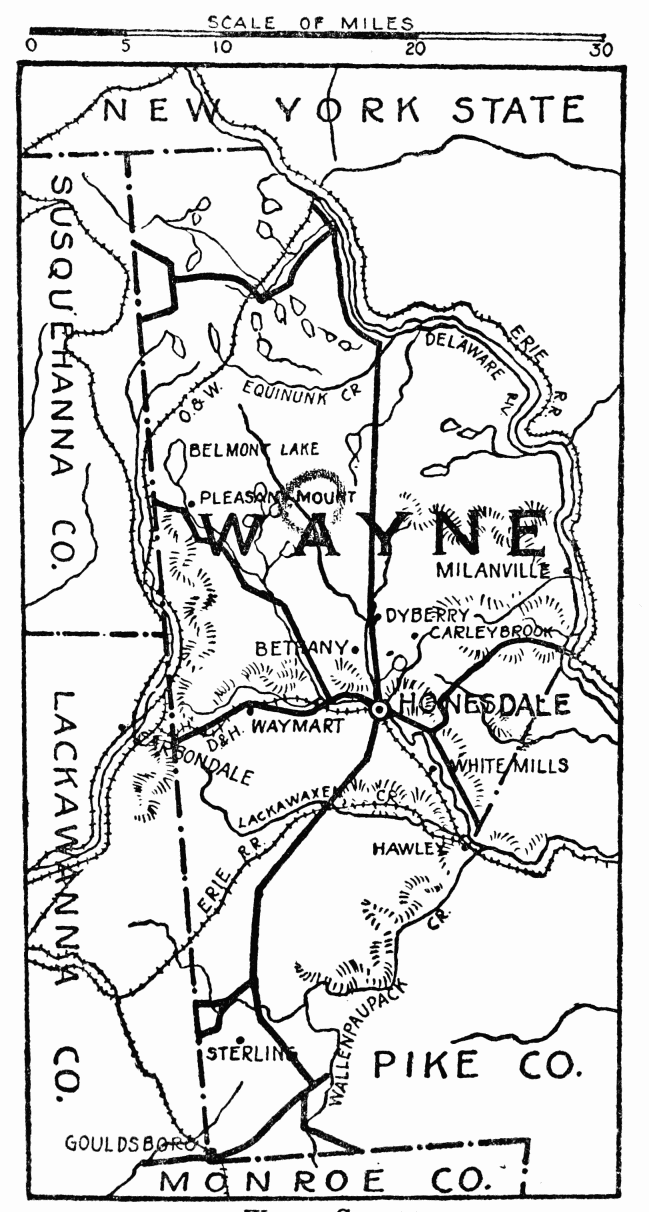 SCALE OF MILES
0 5 10 20 30
NEW YORK STATE
SUSQUEHANNA CO.
ERIE R.R.
DELAWARE RIV.
O.&W.
EQUINUNK CR
BELMONT LAKE
PLEASANT MOUNT
WAYNE
MILANVILLE
DYBERRY
CARLEYBROOK
BETHANY
HONESDALE
WAYMART
D&H.
CARBONDALE
WHITE MILLS
LACKAWANNA CO.
LACKAWAXEN CR.
HAWLEY
ERIE R.R.
WALLENPAUPACK CR.
STERLING
PIKE CO.
GOULDSBORO
MONROE CO.